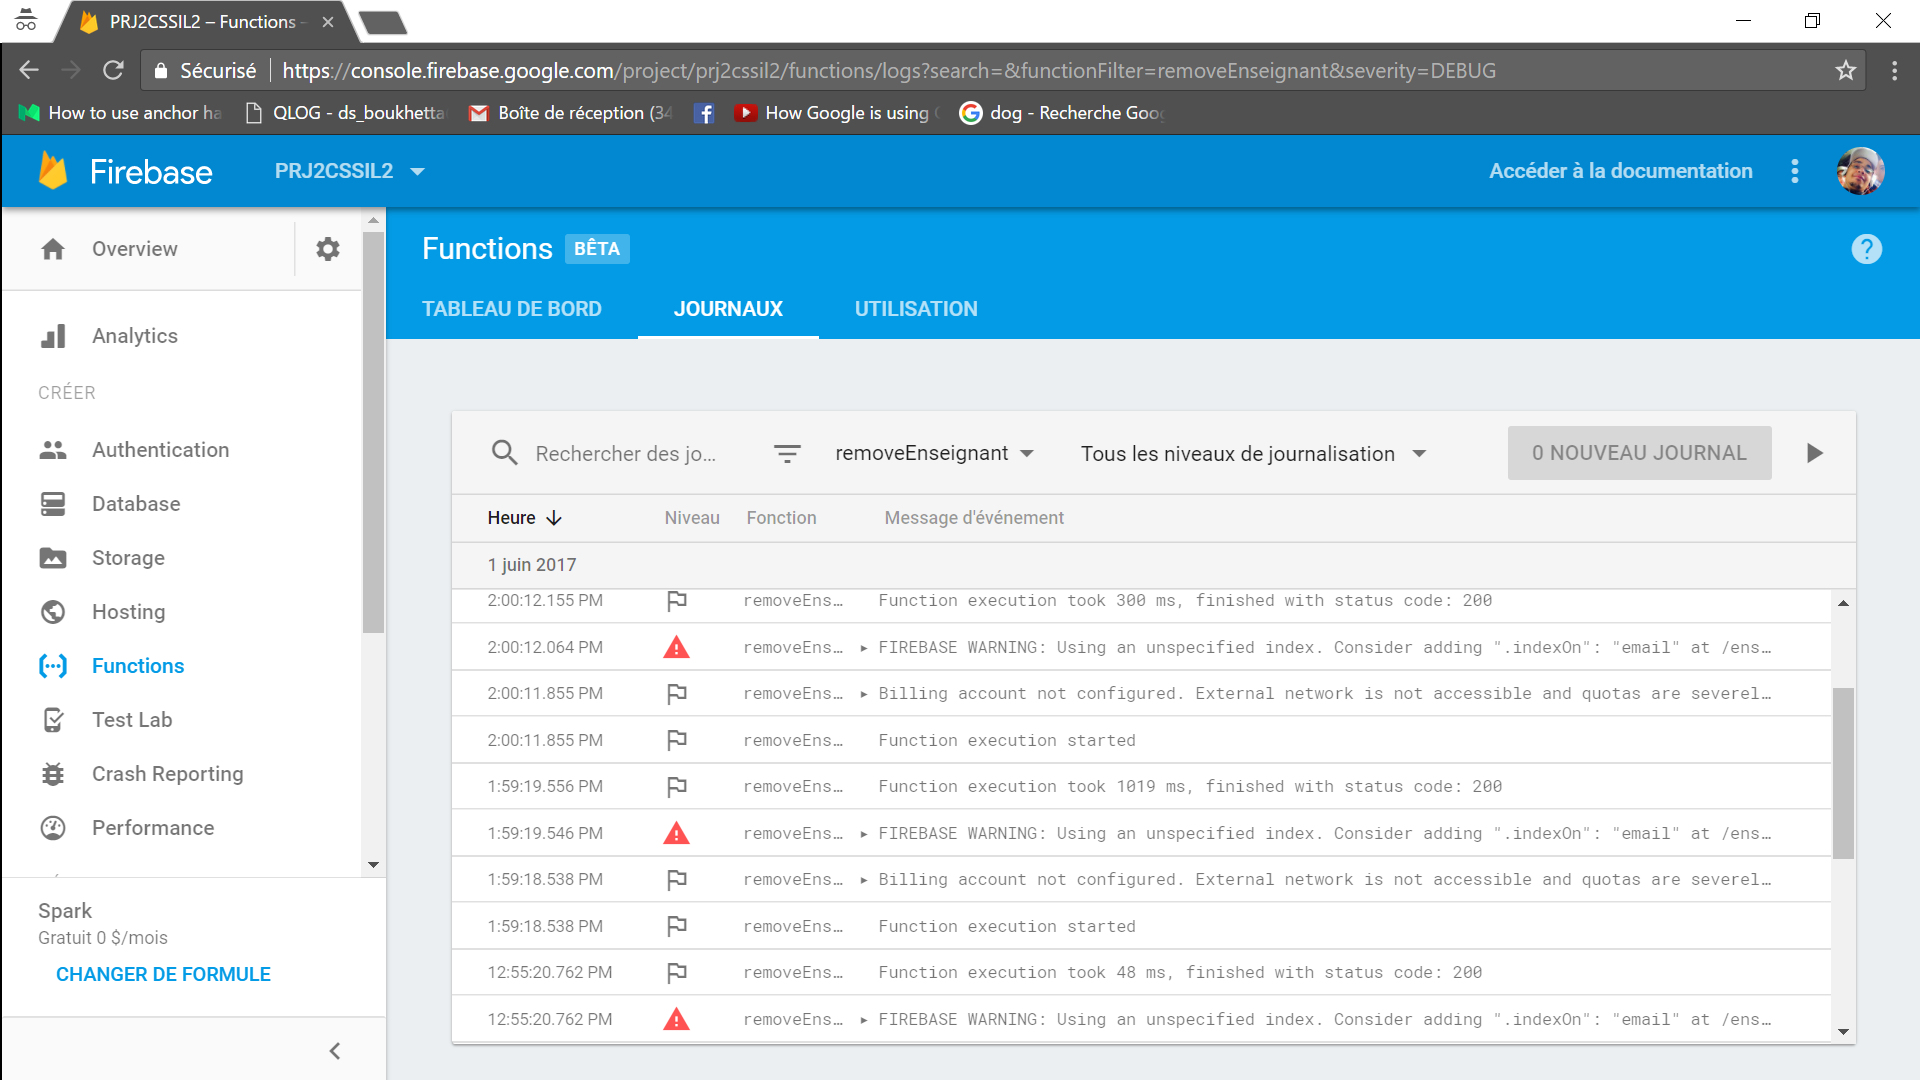 PRJ2CSSIL2 – Functions -
Sécurisé
https://console.firebase.google.com/project/prj2cssil2/functions/logs?search=&functionFilter=removeEnseignant&severity=DEBUG
How to use anchor ha
QLOG - ds_boukhetta
Boîte de réception (34
How Google is using
dog - Recherche Goog
Firebase
PRJ2CSSIL2
Accéder à la documentation
Overview
Analytics
CRÉER
Authentication
Database
Storage
Hosting
Functions
Test Lab
Crash Reporting
Performance
Spark
Gratuit 0 $/mois
CHANGER DE FORMULE
Functions BÊTA
TABLEAU DE BORD JOURNAUX UTILISATION
Rechercher des jo... removeEnseignant Tous les niveaux de journalisation 0 NOUVEAU JOURNAL
Heure Niveau Fonction Message d'événement
1 juin 2017
2:00:12.155 PM removeEns… Function execution took 300 ms, finished with status code: 200
2:00:12.064 PM removeEns… FIREBASE WARNING: Using an unspecified index. Consider adding ".indexOn": "email" at /ens…
2:00:11.855 PM removeEns… Billing account not configured. External network is not accessible and quotas are severel…
2:00:11.855 PM removeEns… Function execution started
1:59:19.556 PM removeEns… Function execution took 1019 ms, finished with status code: 200
1:59:19.546 PM removeEns… FIREBASE WARNING: Using an unspecified index. Consider adding ".indexOn": "email" at /ens…
1:59:18.538 PM removeEns… Billing account not configured. External network is not accessible and quotas are severel…
1:59:18.538 PM removeEns… Function execution started
12:55:20.762 PM removeEns… Function execution took 48 ms, finished with status code: 200
12:55:20.762 PM removeEns… FIREBASE WARNING: Using an unspecified index. Consider adding ".indexOn": "email" at /ens…